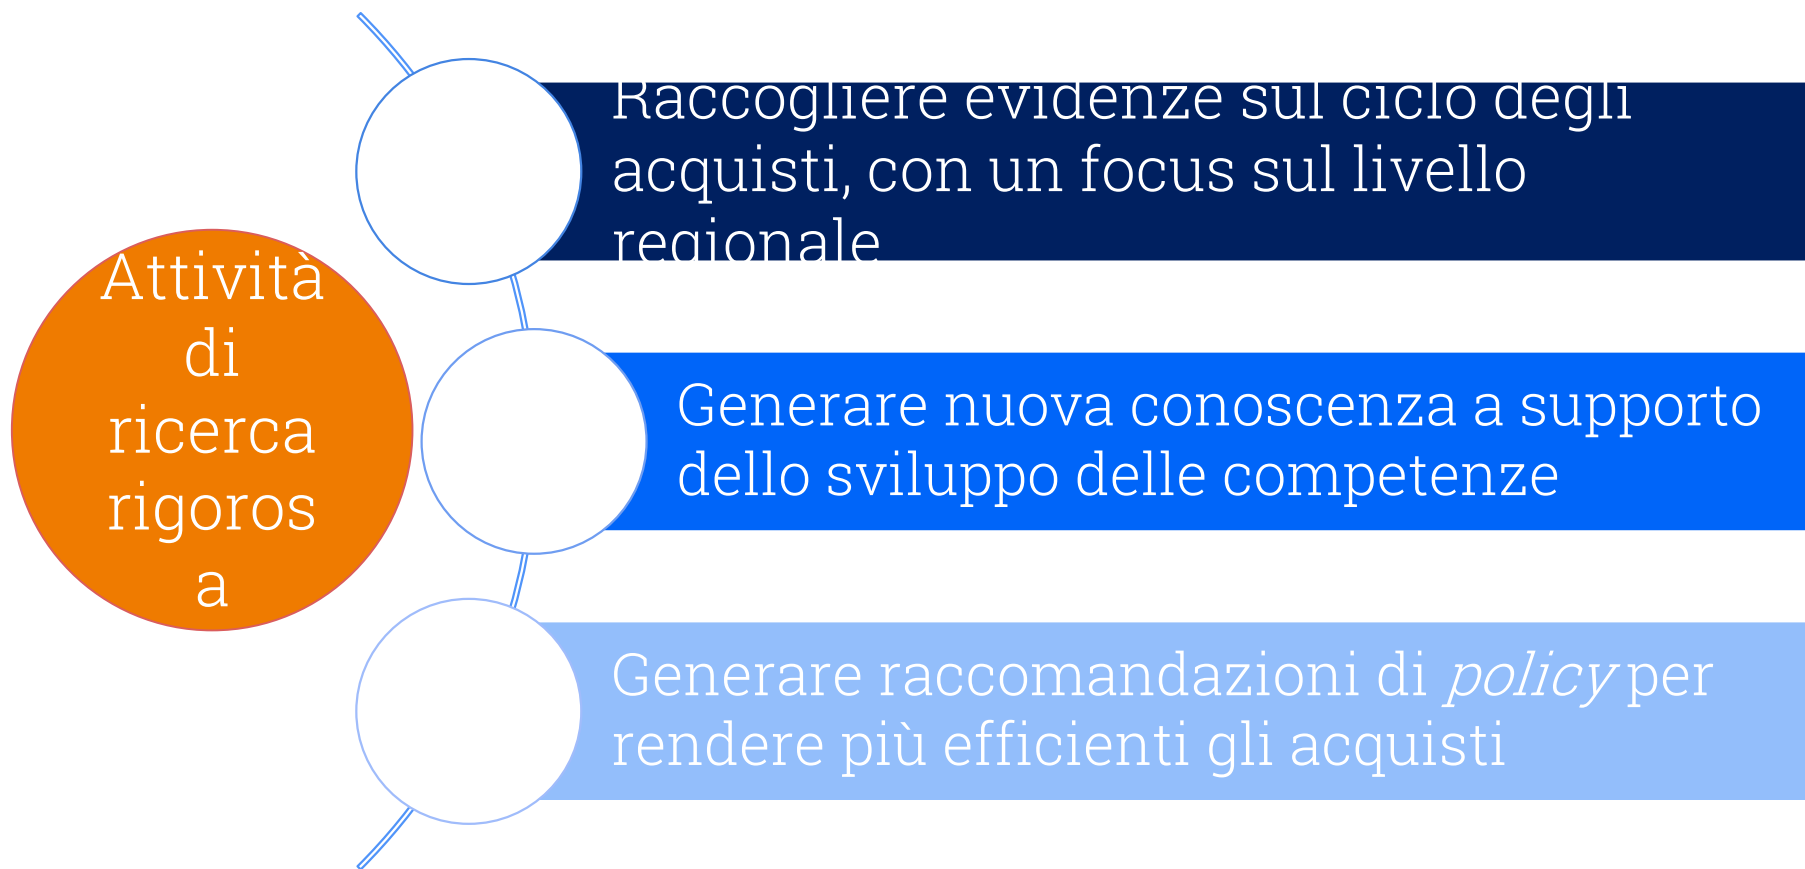 Attività
di
ricerca
rigoros
a
Raccogliere evidenze sul ciclo degli
acquisti, con un focus sul livello
regionale
Generare nuova conoscenza a supporto
dello sviluppo delle competenze
Generare raccomandazioni di policy per
rendere più efficienti gli acquisti